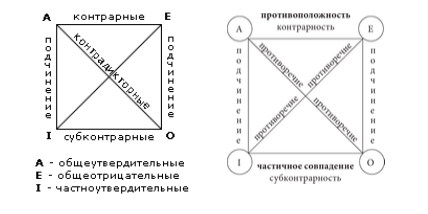 А контрарные Е
подчинение
контрадикторные
подчинение
I субконтрарные О
А - общеутвердительные
Е - общеотрицательные
I - частноутвердительные
противоположность
контрарность
А Е
подчинение
противоречие
противоречие
противоречие
противоречие
подчинение
I О
частичное совпадение
субконтрарность